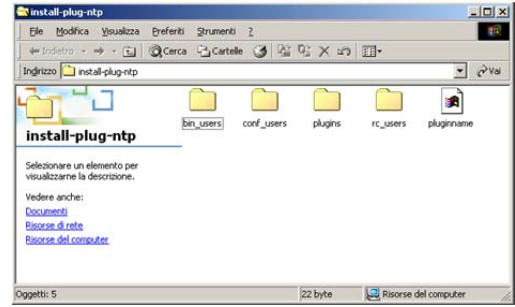 install-plug-ntp
File Modifica Visualizza Preferiti Strumenti ?
Indietro Cerca Cartelle
Indirizzo install-plug-ntp Vai
bin_users conf_users plugins rc_users pluginname
install-plug-ntp
Selezionare un elemento per
visualizzarne la descrizione.
Vedere anche:
Documenti
Risorse di rete
Risorse del computer
Oggetti: 5 22 byte Risorse del computer